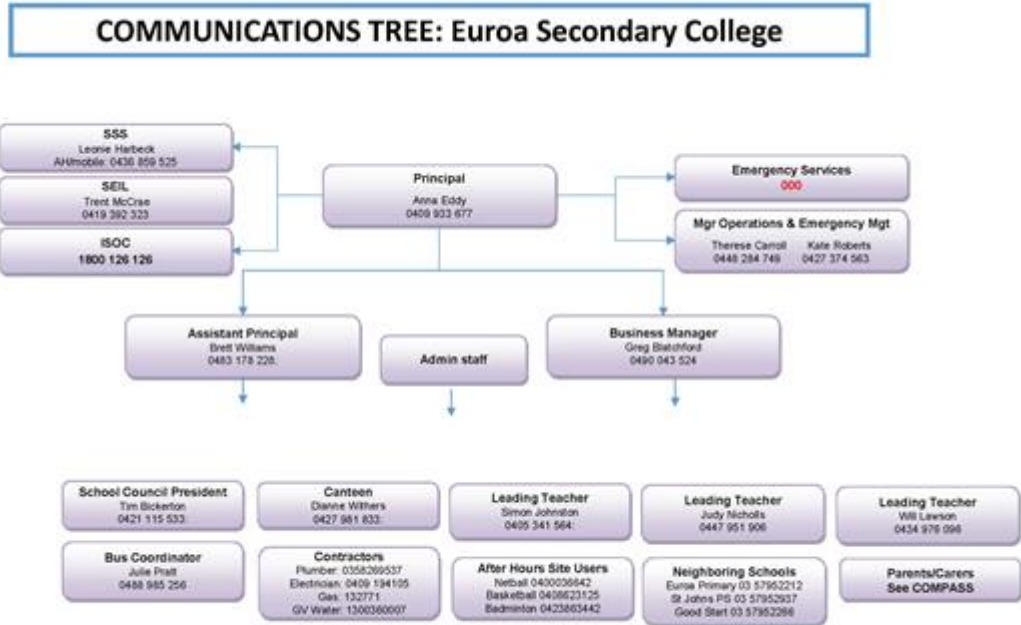 COMMUNICATIONS TREE: Euroa Secondary College
SSS
Leonie Harbeck
AH/mobile: 0436 859 525
SEIL
Trent McCrae
0419 392 323
ISOC
1800 126 126
Principal
Anna Eddy
0409 933 677
Emergency Services
000
Mgr Operations & Emergency Mgt
Therese Carroll Kate Roberts
0448 284 749 0427 374 563
Assistant Principal
Brett Williams
0483 178 228:
Admin staff
Business Manager
Greg Blatchford
0490 043 524
School Council President
Tim Bickerton
0421 115 533:
Canteen
Dianne Withers
0427 981 833:
Leading Teacher
Simon Johnston
0405 341 564:
Leading Teacher
Judy Nicholls
0447 951 906
Leading Teacher
Will Lawson
0434 976 096
Bus Coordinator
Julie Pratt
0488 985 256
Contractors
Plumber: 0358269537
Electrician: 0409 194105
Gas: 132771
GV Water: 1300360007
After Hours Site Users
Netball 0400036642
Basketball 0408623125
Badminton 0423863442
Neighboring Schools
Euroa Primary 03 57952212
St Johns PS 03 57952937
Good Start 03 57952266
Parents/Carers
See COMPASS